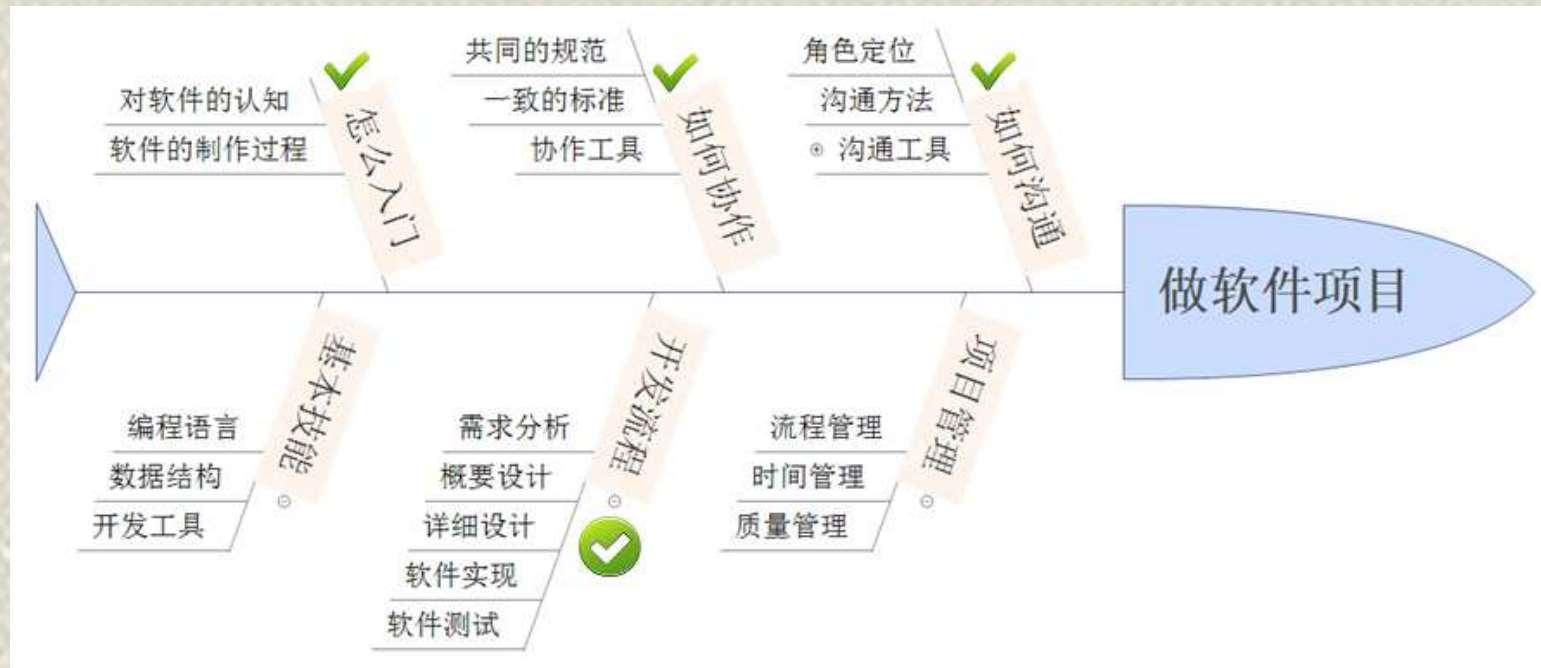 对软件的认知
软件的制作过程
怎么入门
共同的规范
一致的标准
协作工具
如何协作
角色定位
沟通方法
沟通工具
如何沟通
做软件项目
编程语言
数据结构
开发工具
基本技能
需求分析
概要设计
详细设计
软件实现
软件测试
开发流程
流程管理
时间管理
质量管理
项目管理